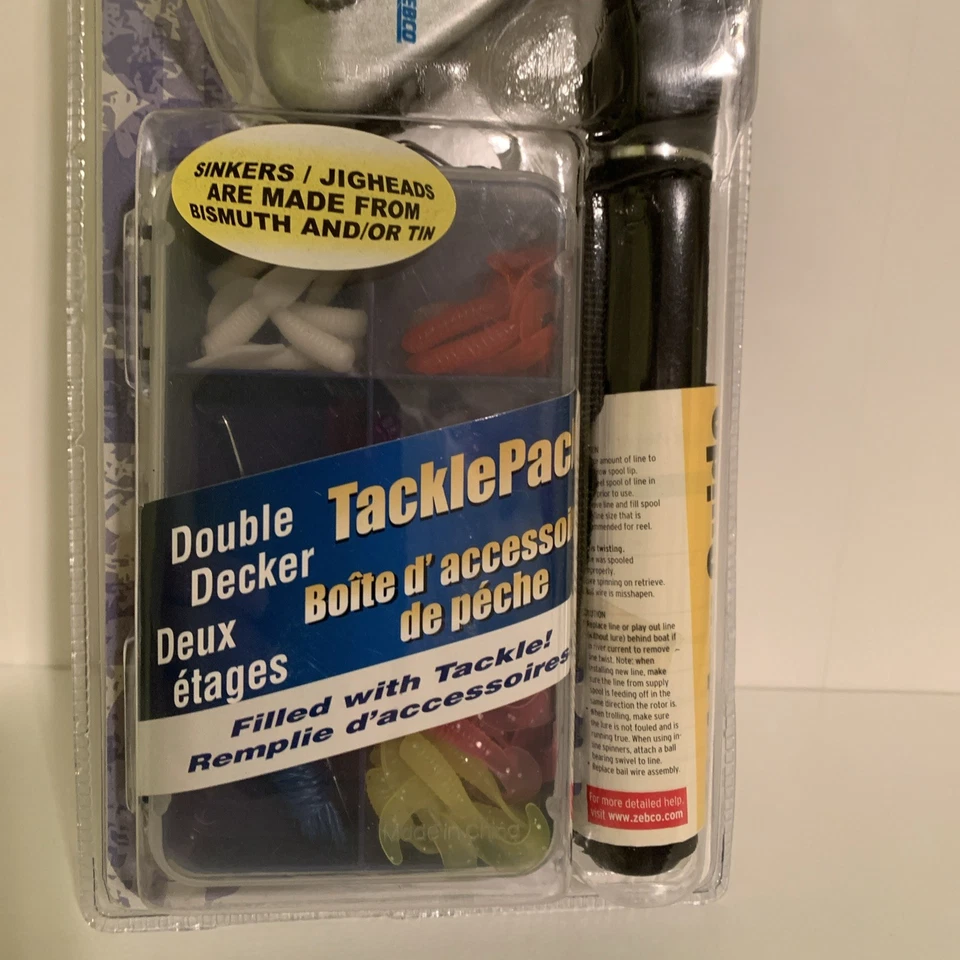 SINKERS / JIGHEADS
ARE MADE FROM
BISMUTH AND/OR TIN
Double
Decker
TacklePac
Boîte d'accessoi
de péche
Deux
étages
Filled with Tackle!
Remplie d'accessoires
Made in China
amount of line to
spool lip.
spool of line in
prior to use.
line and fill spool
line size that is
for reel.
twisting.
was spooled
spinning on retrieve.
wire is misshapen.
Replace line or play out line
(without lure) behind boat if
river current to remove
line twist. Note: when
installing new line, make
sure the line from supply
spool is feeding off in the
same direction the rotor is.
When trolling, make sure
the lure is not fouled and is
running true. When using in-
line spinners, attach a ball
bearing swivel to line.
Replace bail wire assembly.
For more detailed help,
visit www.zebco.com